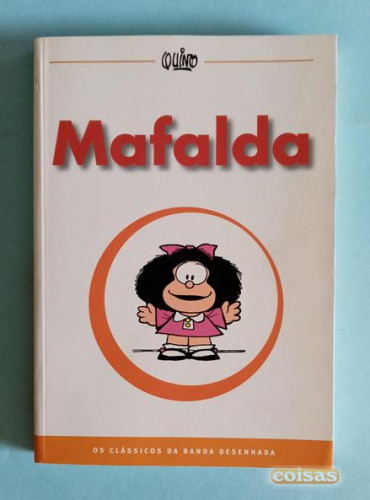 QUINO
Mafalda
OS CLÁSSICOS DA BANDA DESENHADA
coisas